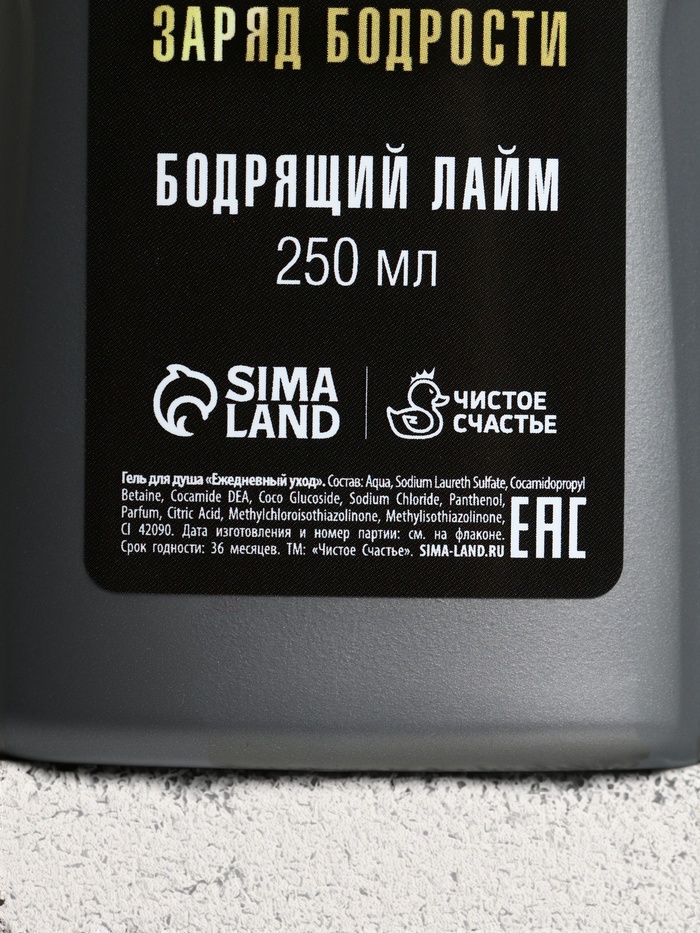 ЗАРЯД БОДРОСТИ
БОДРЯЩИЙ ЛАЙМ
250 мл
SIMA
LAND
ЧИСТОЕ
СЧАСТЬЕ
Гель для душа «Ежедневный уход». Состав: Aqua, Sodium Laureth Sulfate, Cocamidopropyl
Betaine, Cocamide DEA, Coco Glucoside, Sodium Chloride, Panthenol,
Parfum, Citric Acid, Methylchloroisothiazolinone, Methylisothiazolinone,
CI 42090. Дата изготовления и номер партии: см. на флаконе.
Срок годности: 36 месяцев. ТМ: «Чистое Счастье». SIMA-LAND.RU
EAC